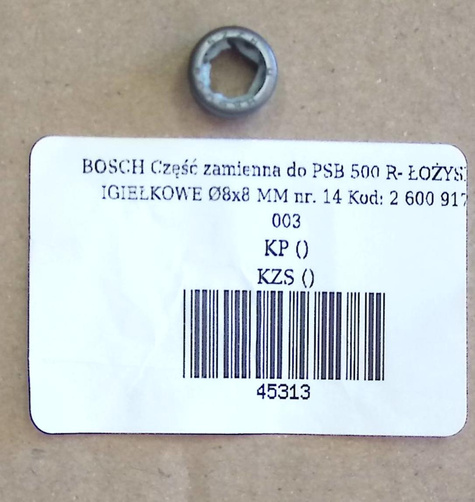 BOSCH Część zamienna do PSB 500 R- ŁOŻYS
IGIEŁKOWE Ø8x8 MM nr. 14 Kod: 2 600 917
003
KP ()
KZS ()
45313